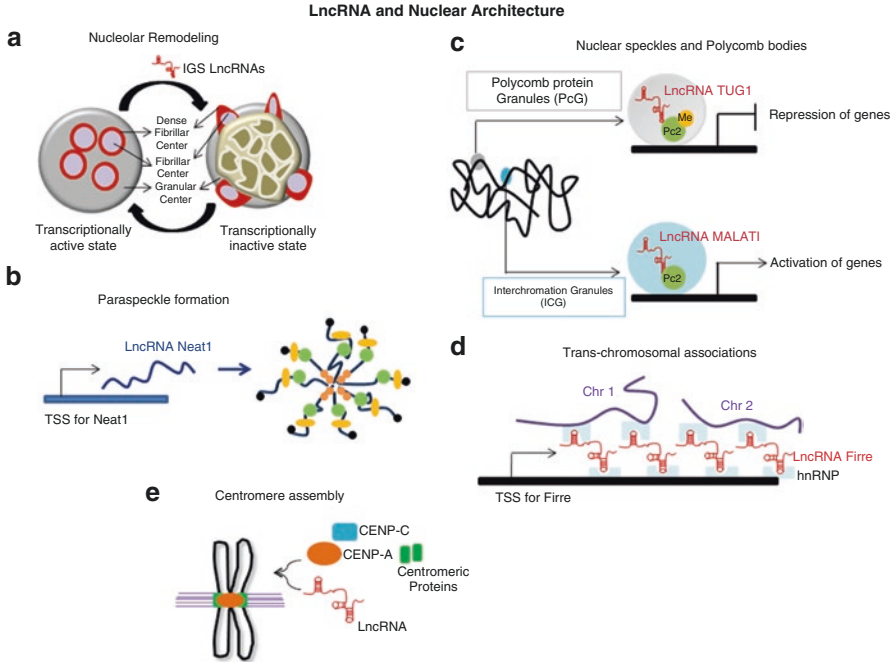 LncRNA and Nuclear Architecture
a
Nucleolar Remodeling
IGS LncRNAs
Dense
Fibrillar
Center
Fibrillar
Center
Granular
Center
Transcriptionally
active state
Transcriptionally
inactive state
b
Paraspeckle formation
LncRNA Neat1
TSS for Neat1
c
Nuclear speckles and Polycomb bodies
Polycomb protein
Granules (PcG)
LncRNA TUG1
Me
Pc2
Repression of genes
LncRNA MALATI
Pc2
Activation of genes
Interchromation Granules
(ICG)
d
Trans-chromosomal associations
Chr 1
Chr 2
LncRNA Firre
hnRNP
TSS for Firre
e
Centromere assembly
CENP-C
CENP-A
Centromeric
Proteins
LncRNA